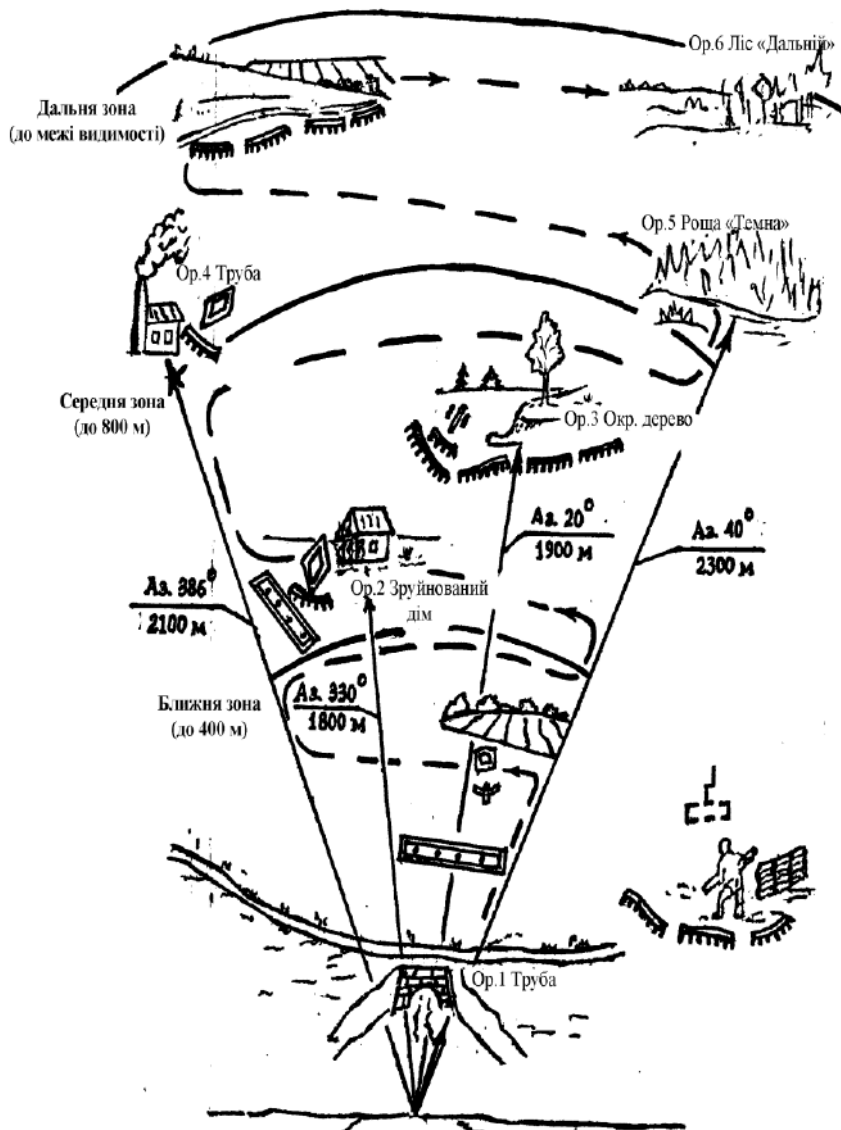 Ор.6 Ліс «Дальній»
Дальня зона
(до межі видимості)
Ор.5 Роща «Темна»
Ор.4 Труба
Середня зона
(до 800 м)
Ор.3 Окр. дерево
Аз. 20°
1900 м
Аз. 40°
2300 м
Аз. 386°
2100 м
Ор.2 Зруйнований
дім
Ближня зона
(до 400 м)
Аз. 330°
1800 м
Ор.1 Труба